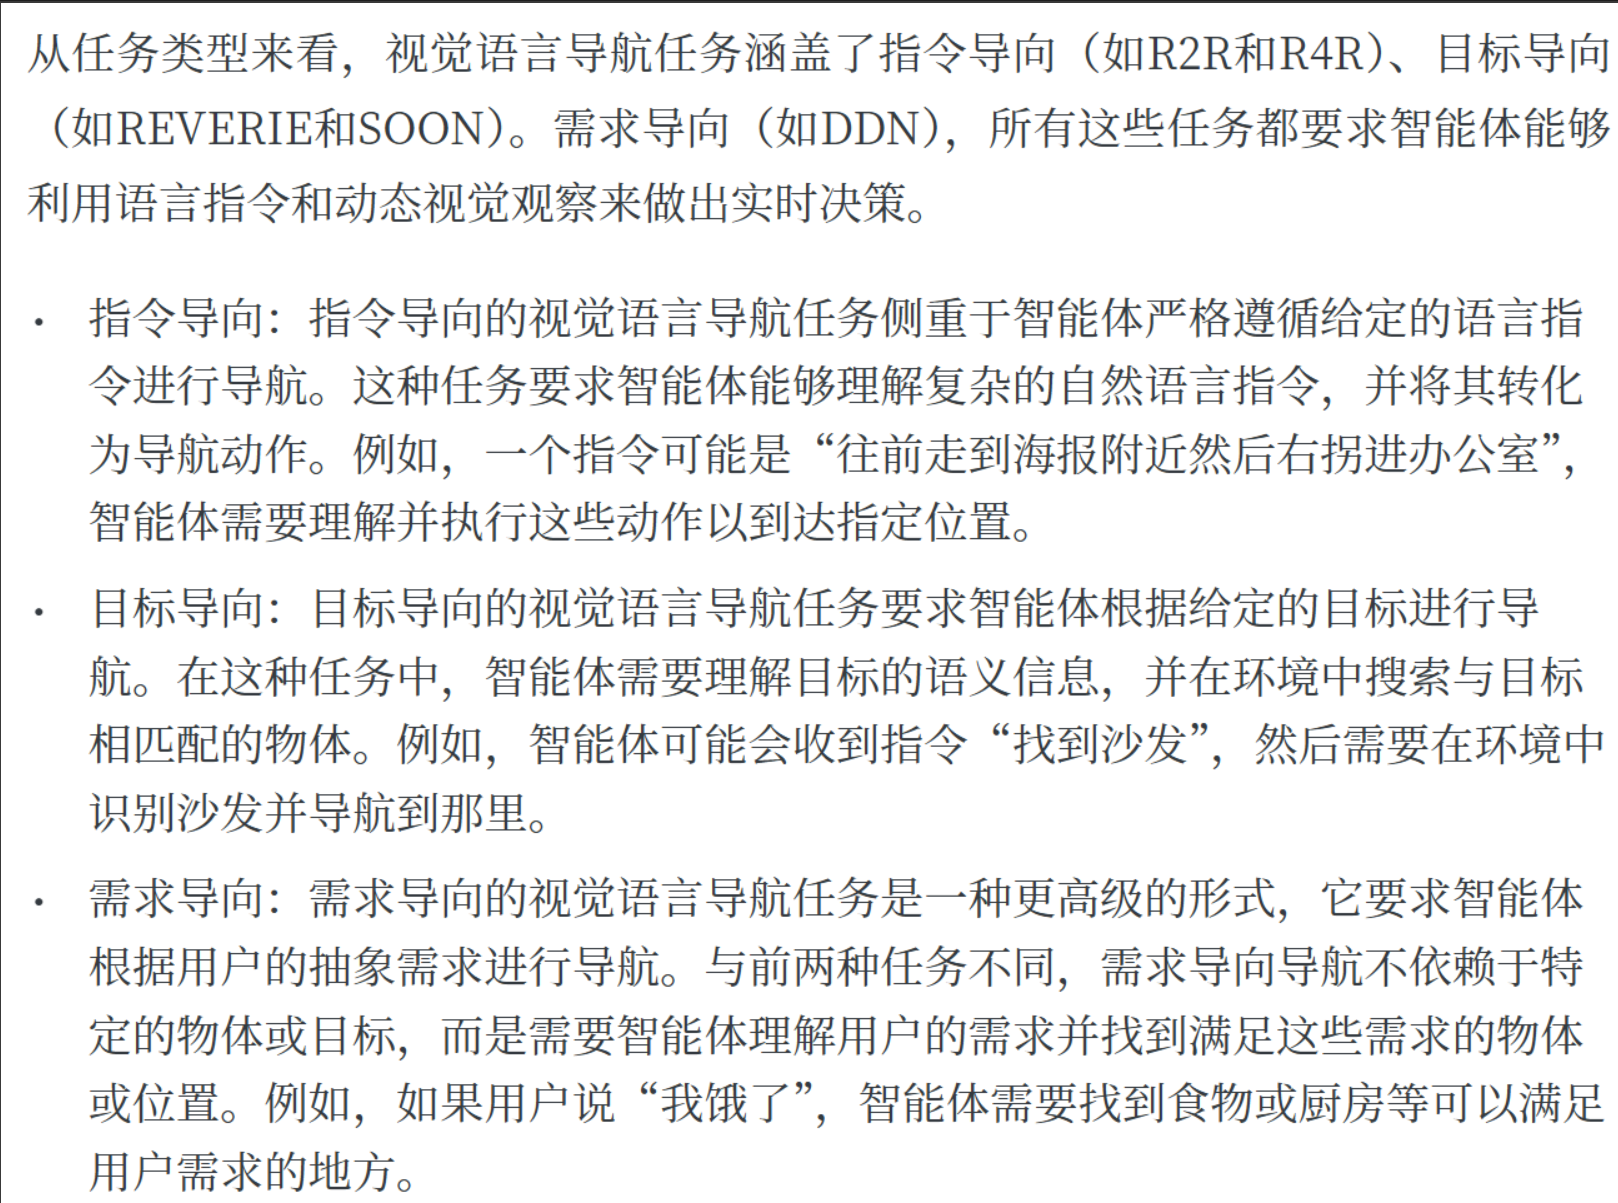 从任务类型来看，视觉语言导航任务涵盖了指令导向（如R2R和R4R）、目标导向
（如REVERIE和SOON）。需求导向（如DDN），所有这些任务都要求智能体能够
利用语言指令和动态视觉观察来做出实时决策。
• 指令导向：指令导向的视觉语言导航任务侧重于智能体严格遵循给定的语言指
令进行导航。这种任务要求智能体能够理解复杂的自然语言指令，并将其转化
为导航动作。例如，一个指令可能是“往前走到海报附近然后右拐进办公室”，
智能体需要理解并执行这些动作以到达指定位置。
• 目标导向：目标导向的视觉语言导航任务要求智能体根据给定的目标进行导
航。在这种任务中，智能体需要理解目标的语义信息，并在环境中搜索与目标
相匹配的物体。例如，智能体可能会收到指令“找到沙发”，然后需要在环境中
识别沙发并导航到那里。
• 需求导向：需求导向的视觉语言导航任务是一种更高级的形式，它要求智能体
根据用户的抽象需求进行导航。与前两种任务不同，需求导向导航不依赖于特
定的物体或目标，而是需要智能体理解用户的需求并找到满足这些需求的物体
或位置。例如，如果用户说“我饿了”，智能体需要找到食物或厨房等可以满足
用户需求的地方。